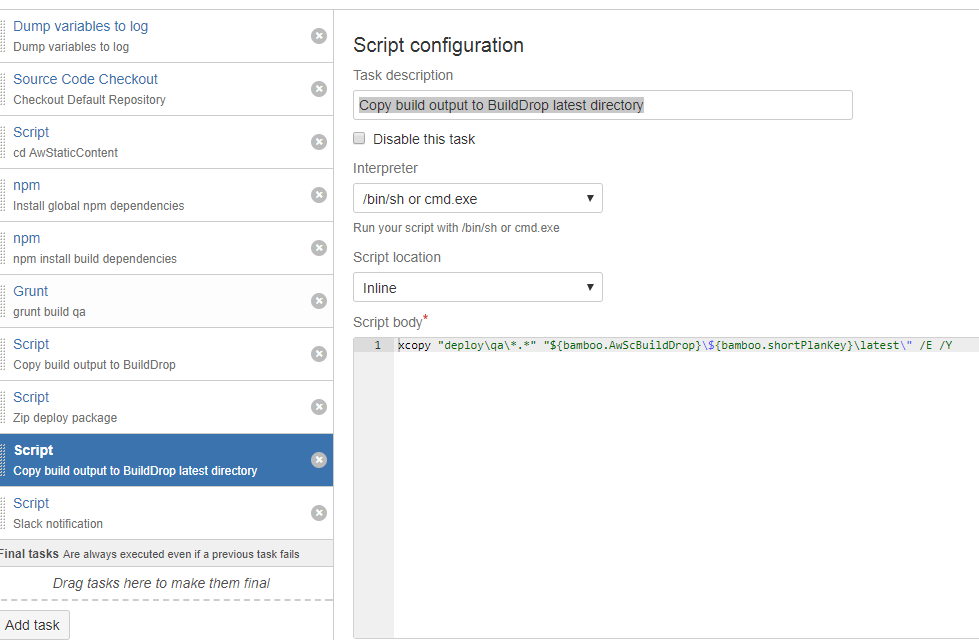 Dump variables to log
Dump variables to log
Source Code Checkout
Checkout Default Repository
Script
cd AwStaticContent
npm
Install global npm dependencies
npm
npm install build dependencies
Grunt
grunt build qa
Script
Copy build output to BuildDrop
Script
Zip deploy package
Script
Copy build output to BuildDrop latest directory
Script
Slack notification
Final tasks Are always executed even if a previous task fails
Drag tasks here to make them final
Add task
Script configuration
Task description
Copy build output to BuildDrop latest directory
Disable this task
Interpreter
/bin/sh or cmd.exe
Run your script with /bin/sh or cmd.exe
Script location
Inline
Script body*
1 xcopy "deploy\qa\*.*" "${bamboo.AwScBuildDrop}\${bamboo.shortPlanKey}\latest\" /E /Y